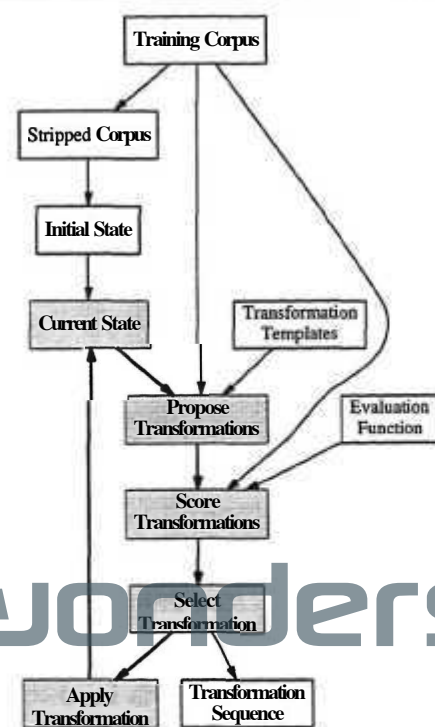 Training Corpus
Stripped Corpus
Initial State
Current State
Transformation
Templates
Propose
Transformations
Evaluation
Function
Score
Transformations
Select
Transformation
Apply
Transformation
Transformation
Sequence